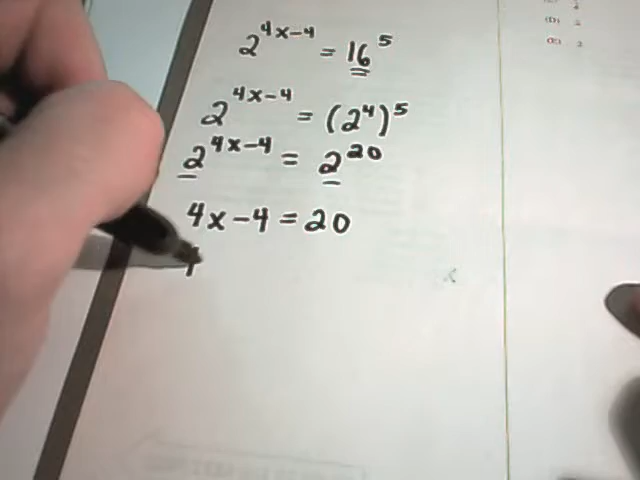 2^{4x-4} = 16^5
2^{4x-4} = (2^4)^5
2^{4x-4} = 2^{20}
4x-4=20